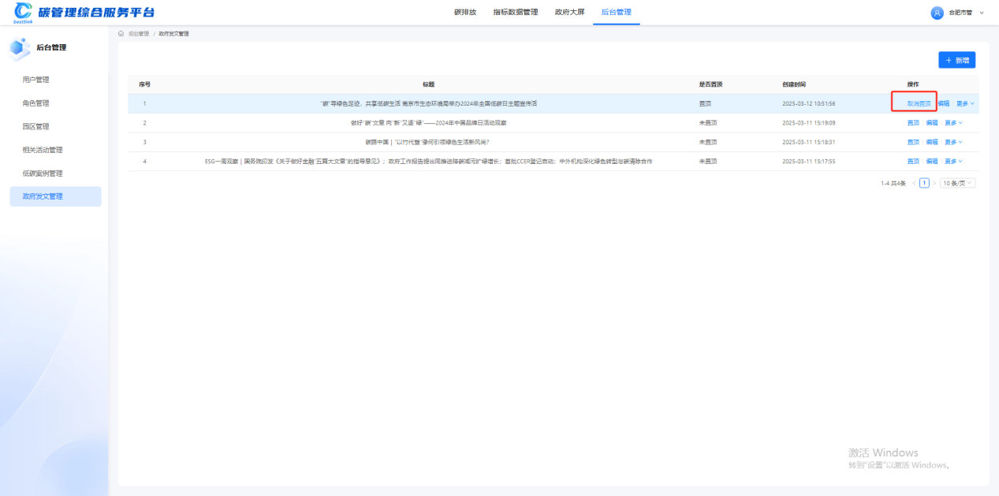 bestlink 碳管理综合服务平台 碳排放 指标数据管理 政府大屏 后台管理 合肥市管
后台管理
后台管理 / 政府发文管理
用户管理
角色管理
园区管理
相关活动管理
低碳案例管理
政府发文管理
+ 新增
序号 标题 是否置顶 创建时间 操作
1 "碳"寻绿色足迹，共享低碳生活 南京市生态环境局举办2024年全国低碳日主题宣传活 置顶 2025-03-12 10:51:56 取消置顶 编辑 更多
2 做好"碳"文章 向"新"又逐"绿"——2024年中国品牌日活动观察 未置顶 2025-03-11 15:19:09 置顶 编辑 更多
3 碳路中国 | "以竹代塑"缘何引领绿色生活新风尚? 未置顶 2025-03-11 15:18:31 置顶 编辑 更多
4 ESG一周观察 | 国务院印发《关于做好金融"五篇大文章"的指导意见》；政府工作报告提出同推进降碳减污扩绿增长；首批CCER登记启动；中外机构深化绿色转型与碳清除合作 未置顶 2025-03-11 15:17:55 置顶 编辑 更多
1-4 共4条 < 1 > 10 条/页
激活 Windows
转到"设置"以激活 Windows。